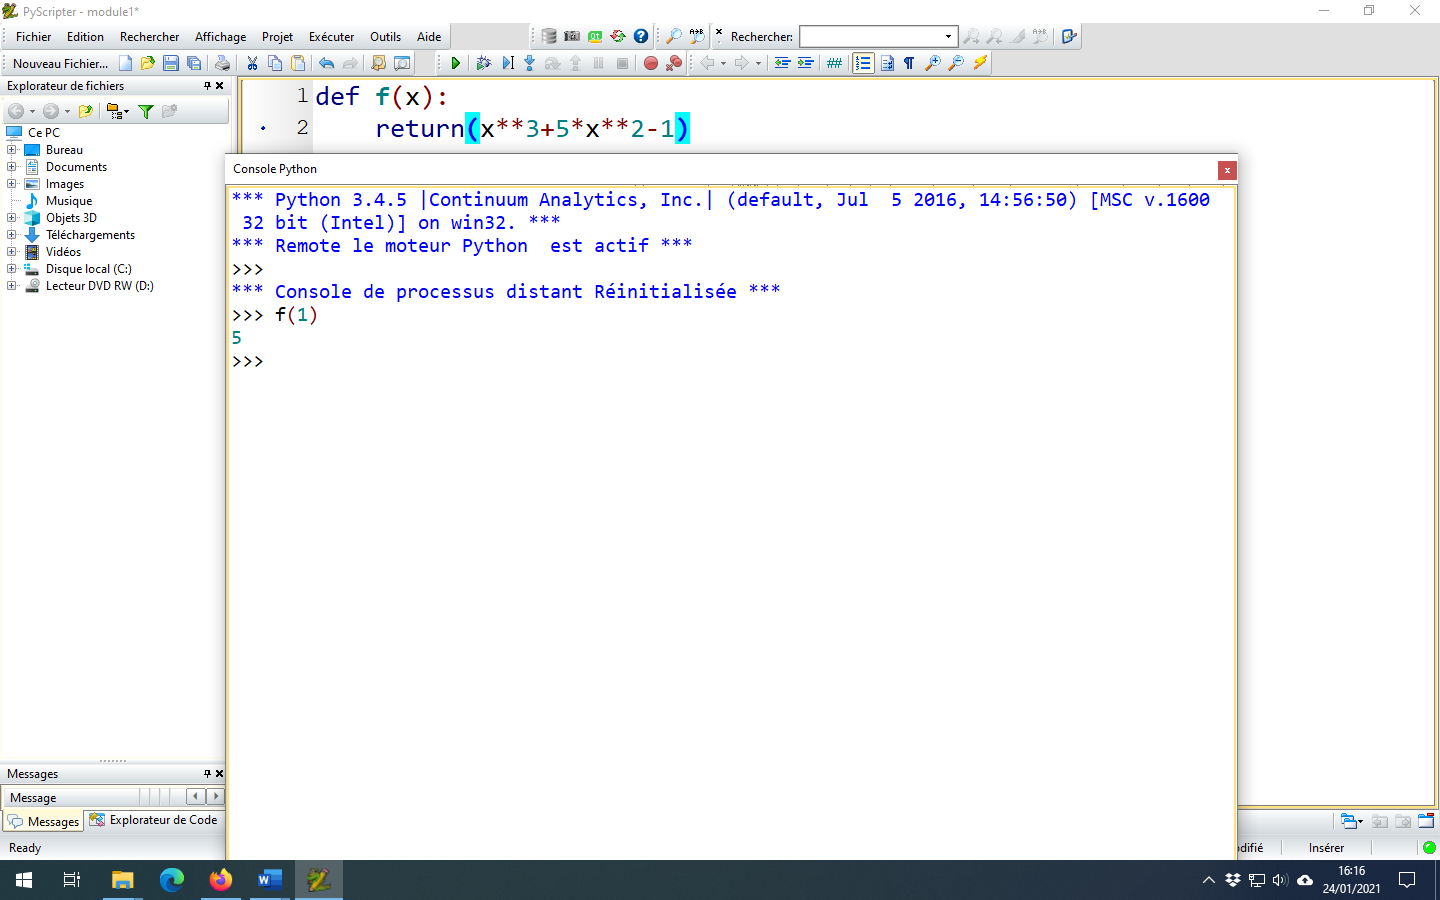 PyScripter - module1*
Fichier Edition Rechercher Affichage Projet Exécuter Outils Aide Rechercher:
Nouveau Fichier...
Explorateur de fichiers
Ce PC
Bureau
Documents
Images
Musique
Objets 3D
Téléchargements
Vidéos
Disque local (C:)
Lecteur DVD RW (D:)
1 def f(x):
2 return(x**3+5*x**2-1)
Console Python
*** Python 3.4.5 |Continuum Analytics, Inc.| (default, Jul  5 2016, 14:56:50) [MSC v.1600
32 bit (Intel)] on win32. ***
*** Remote le moteur Python  est actif ***
>>>
*** Console de processus distant Réinitialisée ***
>>> f(1)
5
>>>
Messages
Message
Messages Explorateur de Code
Ready
difié Insérer
16:16
24/01/2021